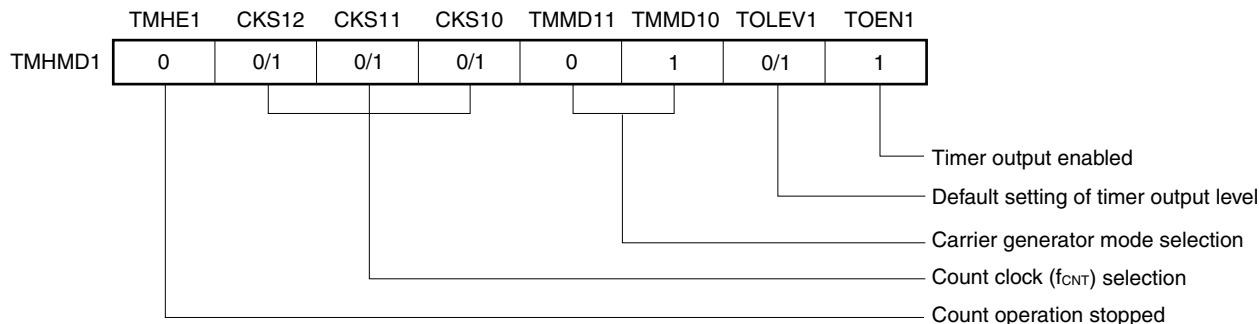 TMHE1 CKS12 CKS11 CKS10 TMMD11 TMMD10 TOLEV1 TOEN1
TMHMD1 0 0/1 0/1 0/1 0 1 0/1 1
Timer output enabled
Default setting of timer output level
Carrier generator mode selection
Count clock (fCNT) selection
Count operation stopped